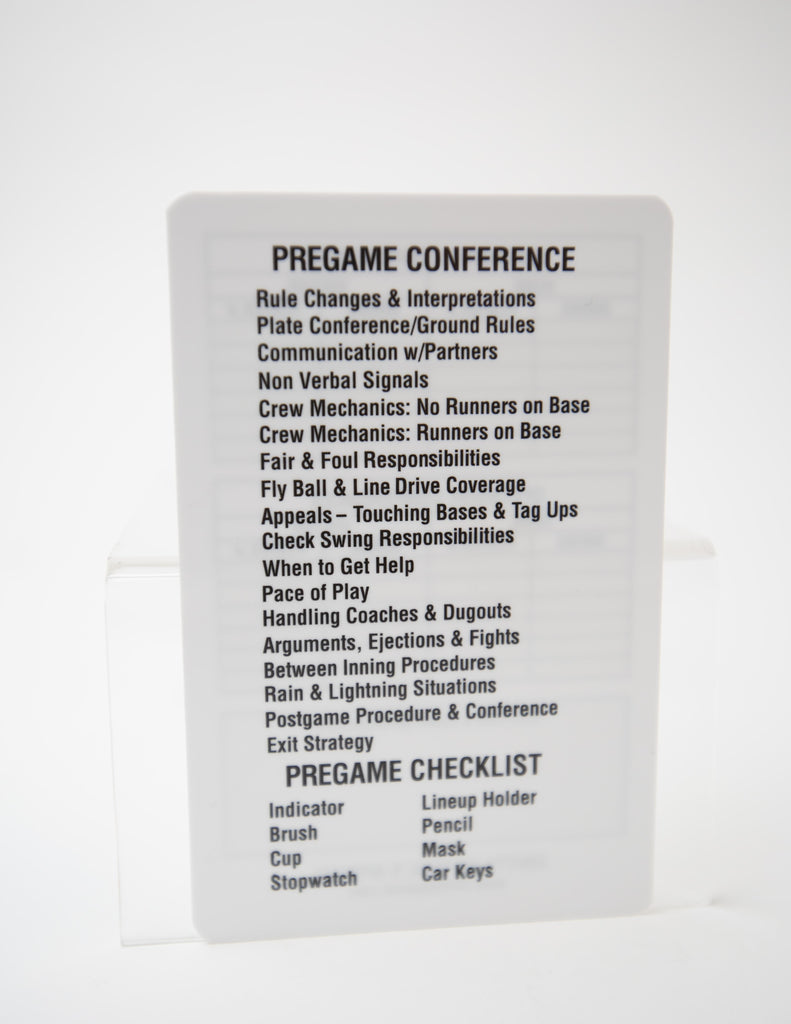 PREGAME CONFERENCE
Rule Changes & Interpretations
Plate Conference/Ground Rules
Communication w/Partners
Non Verbal Signals
Crew Mechanics: No Runners on Base
Crew Mechanics: Runners on Base
Fair & Foul Responsibilities
Fly Ball & Line Drive Coverage
Appeals – Touching Bases & Tag Ups
Check Swing Responsibilities
When to Get Help
Pace of Play
Handling Coaches & Dugouts
Arguments, Ejections & Fights
Between Inning Procedures
Rain & Lightning Situations
Postgame Procedure & Conference
Exit Strategy
PREGAME CHECKLIST
Indicator
Brush
Cup
Stopwatch
Lineup Holder
Pencil
Mask
Car Keys